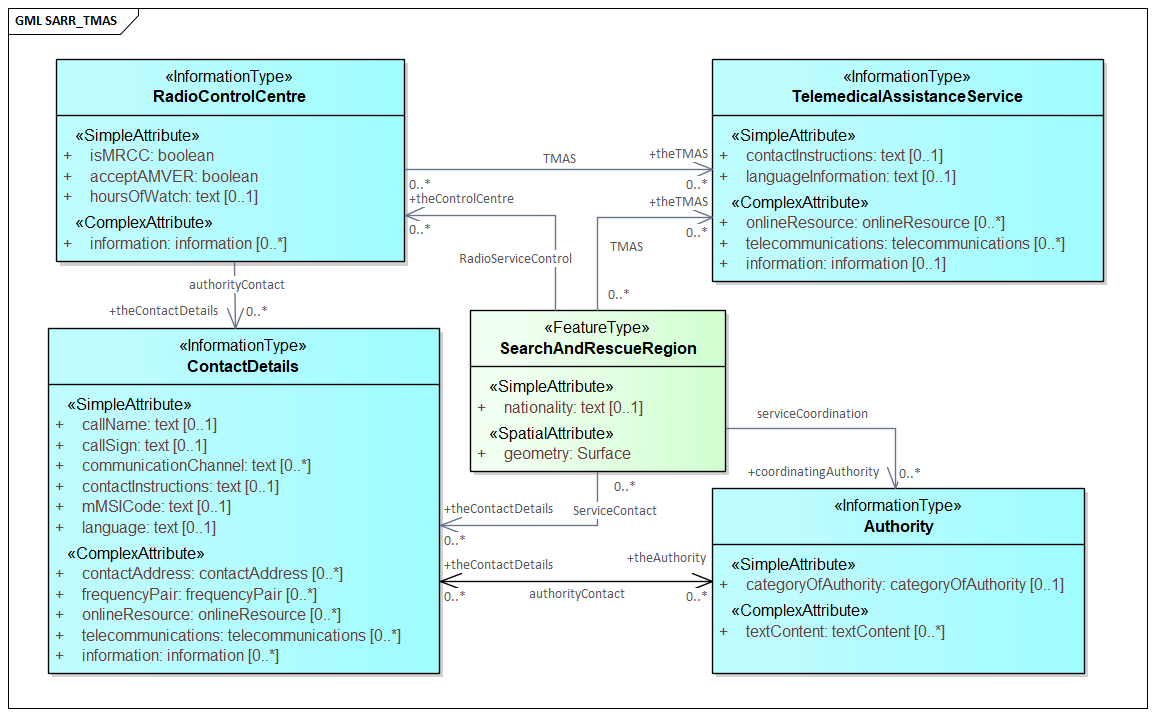 GML SARR_TMAS
«InformationType»
RadioControlCentre
«SimpleAttribute»
+ isMRCC: boolean
+ acceptAMVER: boolean
+ hoursOfWatch: text [0..1]
«ComplexAttribute»
+ information: information [0..*]
«InformationType»
TelemedicalAssistanceService
«SimpleAttribute»
+ contactInstructions: text [0..1]
+ languageInformation: text [0..1]
«ComplexAttribute»
+ onlineResource: onlineResource [0..*]
+ telecommunications: telecommunications [0..*]
+ information: information [0..1]
TMAS
+theTMAS
0..*
0..*
+theControlCentre
0..*
RadioServiceControl
+theTMAS
0..*
TMAS
0..*
authorityContact
+theContactDetails
0..*
«InformationType»
ContactDetails
«SimpleAttribute»
+ callName: text [0..1]
+ callSign: text [0..1]
+ communicationChannel: text [0..*]
+ contactInstructions: text [0..1]
+ mMSICode: text [0..1]
+ language: text [0..1]
«ComplexAttribute»
+ contactAddress: contactAddress [0..*]
+ frequencyPair: frequencyPair [0..*]
+ onlineResource: onlineResource [0..*]
+ telecommunications: telecommunications [0..*]
+ information: information [0..*]
«FeatureType»
SearchAndRescueRegion
«SimpleAttribute»
+ nationality: text [0..1]
«SpatialAttribute»
+ geometry: Surface
serviceCoordination
+coordinatingAuthority
0..*
0..*
ServiceContact
+theContactDetails
0..*
+theContactDetails
0..*
authorityContact
+theAuthority
0..*
«InformationType»
Authority
«SimpleAttribute»
+ categoryOfAuthority: categoryOfAuthority [0..1]
«ComplexAttribute»
+ textContent: textContent [0..*]